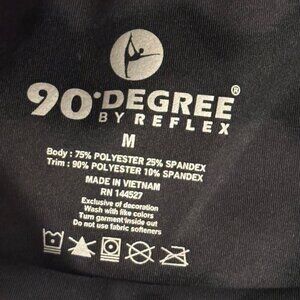 90°DEGREE®
BY REFLEX
M
Body : 75% POLYESTER 25% SPANDEX
Trim : 90% POLYESTER 10% SPANDEX
MADE IN VIETNAM
RN 144527
Exclusive of decoration
Wash with like colors
Turn garment inside out
Do not use fabric softeners